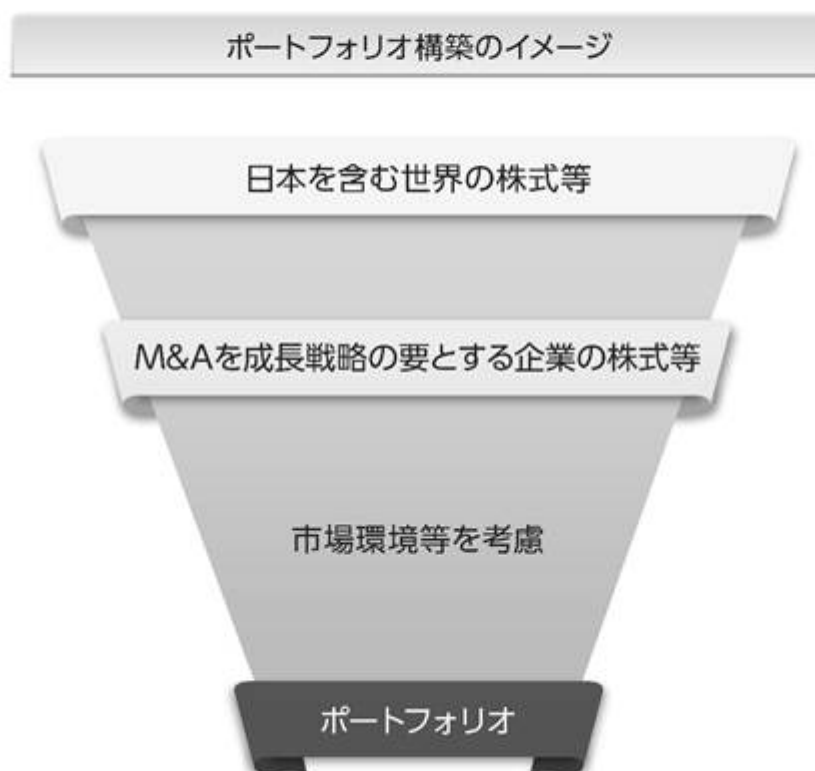 ポートフォリオ構築のイメージ
日本を含む世界の株式等
M&Aを成長戦略の要とする企業の株式等
市場環境等を考慮
ポートフォリオ